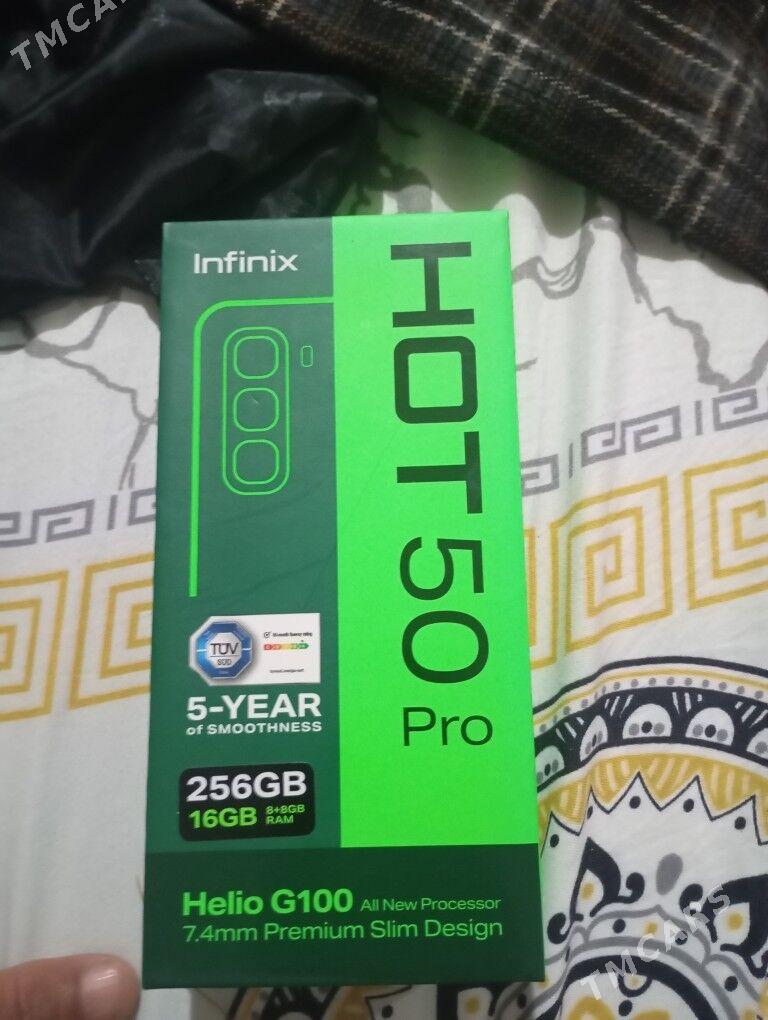 TMCARS
Infinix
HOT 50
Pro
TÜV
SÜD
5-YEAR
of SMOOTHNESS
256GB
16GB 8+8GB
RAM
Helio G100 All New Processor
7.4mm Premium Slim Design
TMCARS